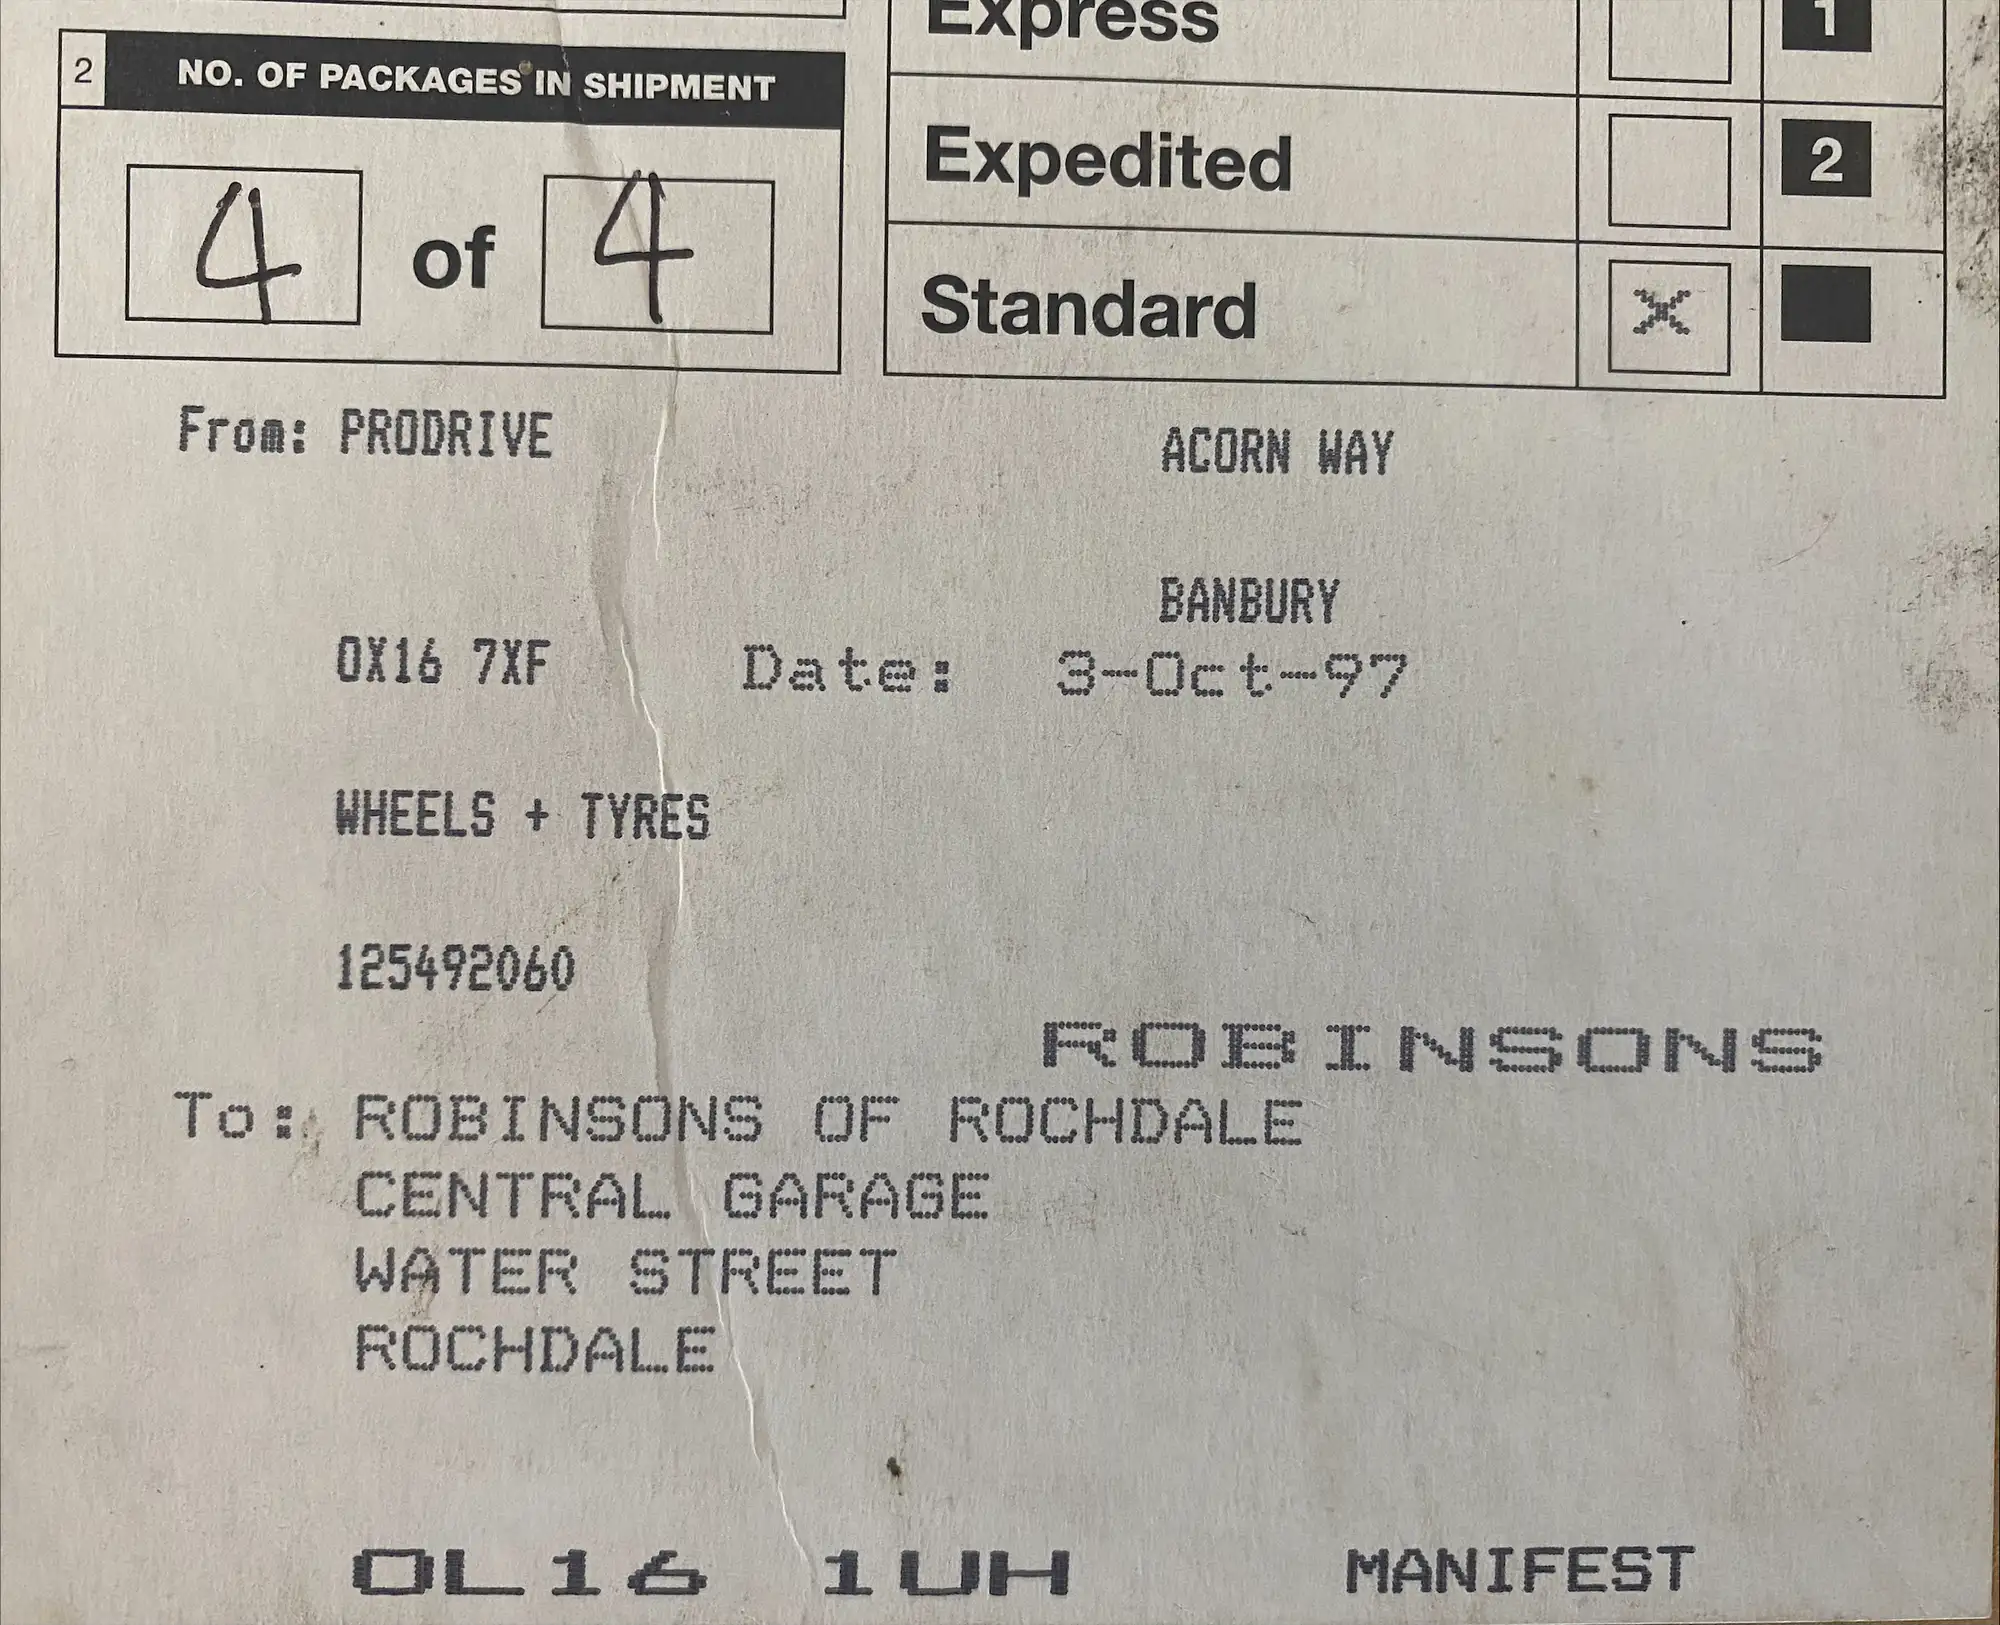 Express 1
2 NO. OF PACKAGES IN SHIPMENT
Expedited 2
4 of 4
Standard X
From: PRODRIVE ACORN WAY
BANBURY
OX16 7XF Date: 3-Oct-97
WHEELS + TYRES
125492060
ROBINSONS
To: ROBINSONS OF ROCHDALE
CENTRAL GARAGE
WATER STREET
ROCHDALE
OL16 1UH MANIFEST